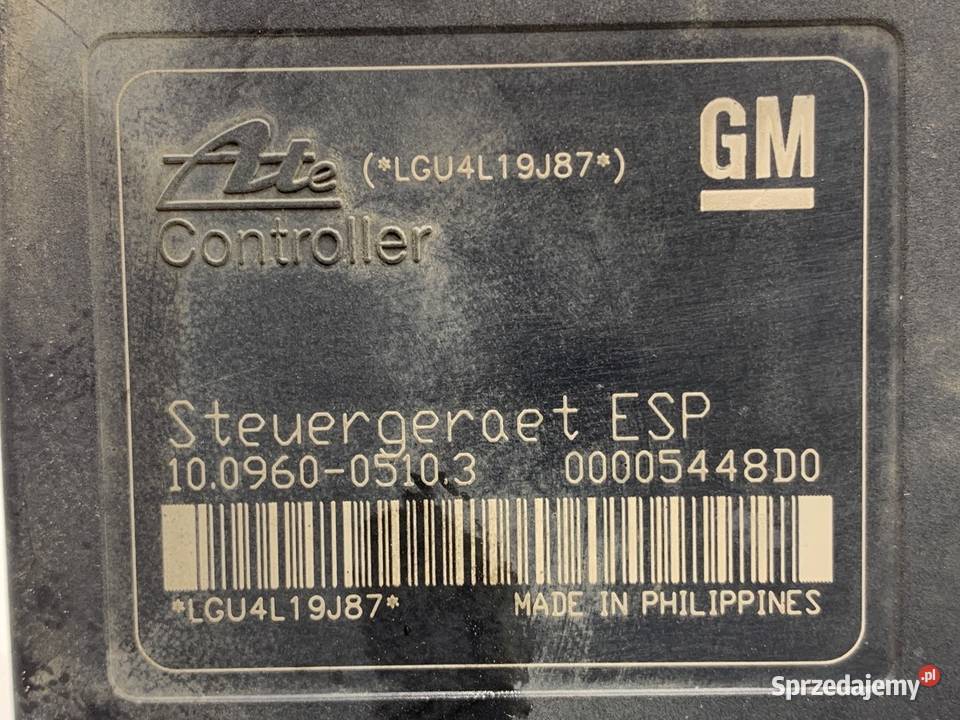 Ate (*LGU4L19J87*) GM
Controller
Steuergeraet ESP
10.0960-0510.3 00005448D0
*LGU4L19J87* MADE IN PHILIPPINES
Sprzedajemy.pl